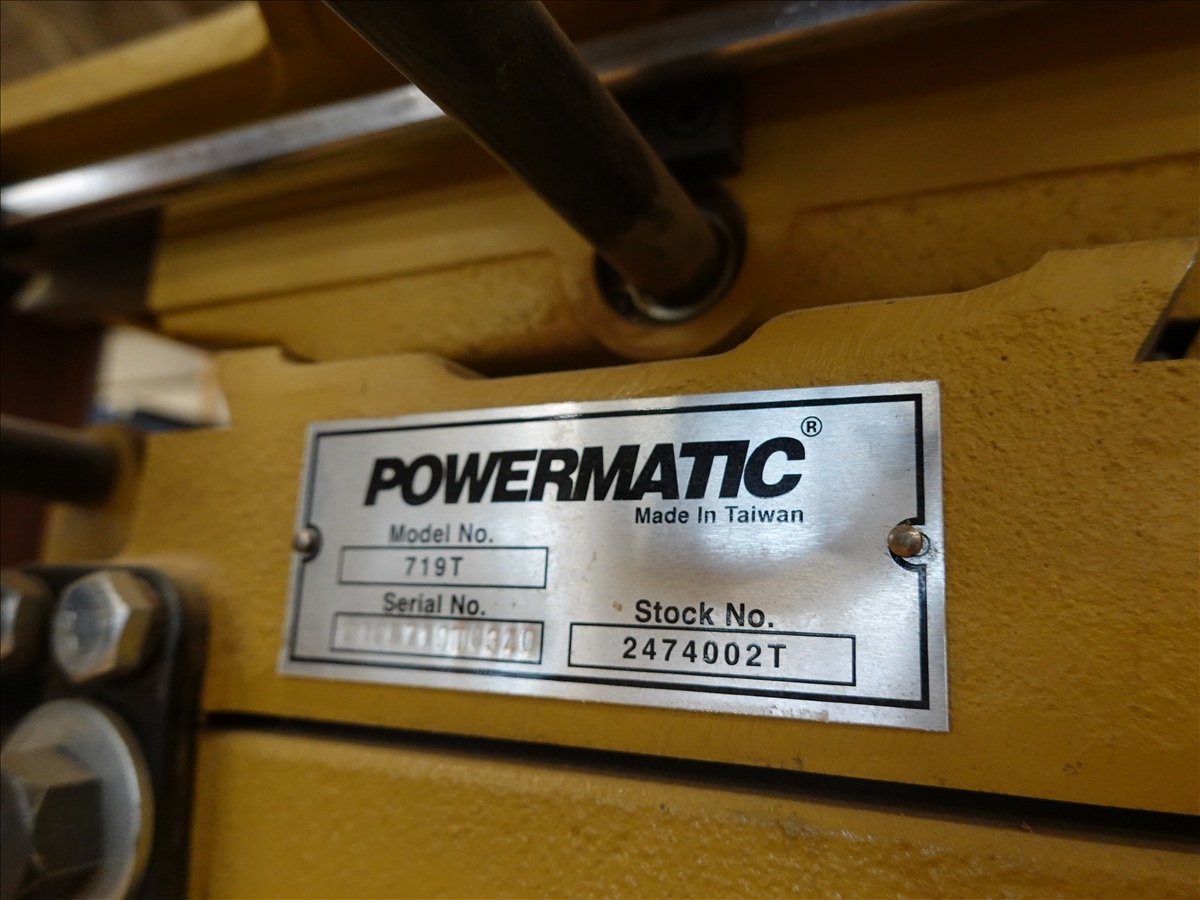 POWERMATIC®
Made In Taiwan
Model No.
719T
Serial No.
Stock No.
2474002T